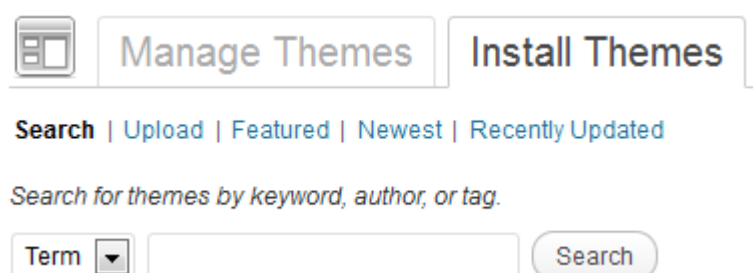 Manage Themes Install Themes
Search | Upload | Featured | Newest | Recently Updated
Search for themes by keyword, author, or tag.
Term Search